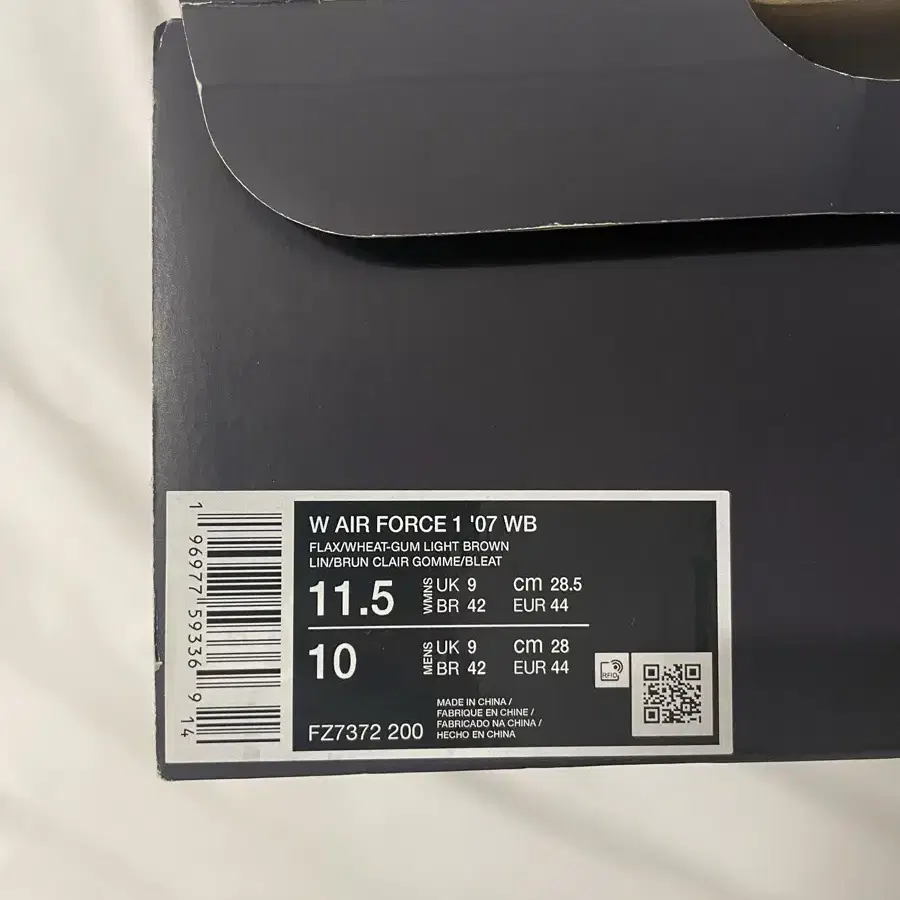 W AIR FORCE 1 '07 WB
FLAX/WHEAT-GUM LIGHT BROWN
LIN/BRUN CLAIR GOMME/BLEAT
11.5 WMNS UK 9 cm 28.5
BR 42 EUR 44
10 MENS UK 9 cm 28
BR 42 EUR 44
RFID
FZ7372 200
MADE IN CHINA /
FABRIQUE EN CHINE /
FABRICADO NA CHINA /
HECHO EN CHINA
1 96977 59336 9 14